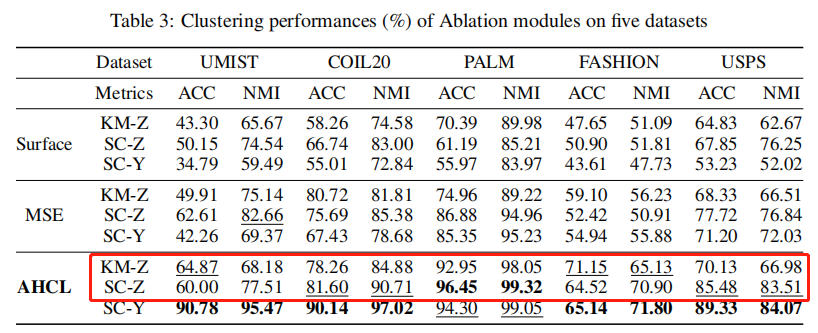 Table 3: Clustering performances (%) of Ablation modules on five datasets
Dataset UMIST COIL20 PALM FASHION USPS
Metrics ACC NMI ACC NMI ACC NMI ACC NMI ACC NMI
KM-Z 43.30 65.67 58.26 74.58 70.39 89.98 47.65 51.09 64.83 62.67
Surface SC-Z 50.15 74.54 66.74 83.00 61.19 85.21 50.90 51.81 67.85 76.25
SC-Y 34.79 59.49 55.01 72.84 55.97 83.97 43.61 47.73 53.23 52.02
KM-Z 49.91 75.14 80.72 81.81 74.96 89.22 59.10 56.23 68.33 66.51
MSE SC-Z 62.61 82.66 75.69 85.38 86.88 94.96 52.42 50.91 77.72 76.84
SC-Y 42.26 69.37 67.43 78.68 85.35 95.23 54.94 55.88 71.20 72.03
KM-Z 64.87 68.18 78.26 84.88 92.95 98.05 71.15 65.13 70.13 66.98
AHCL SC-Z 60.00 77.51 81.60 90.71 96.45 99.32 64.52 70.90 85.48 83.51
SC-Y 90.78 95.47 90.14 97.02 94.30 99.05 65.14 71.80 89.33 84.07